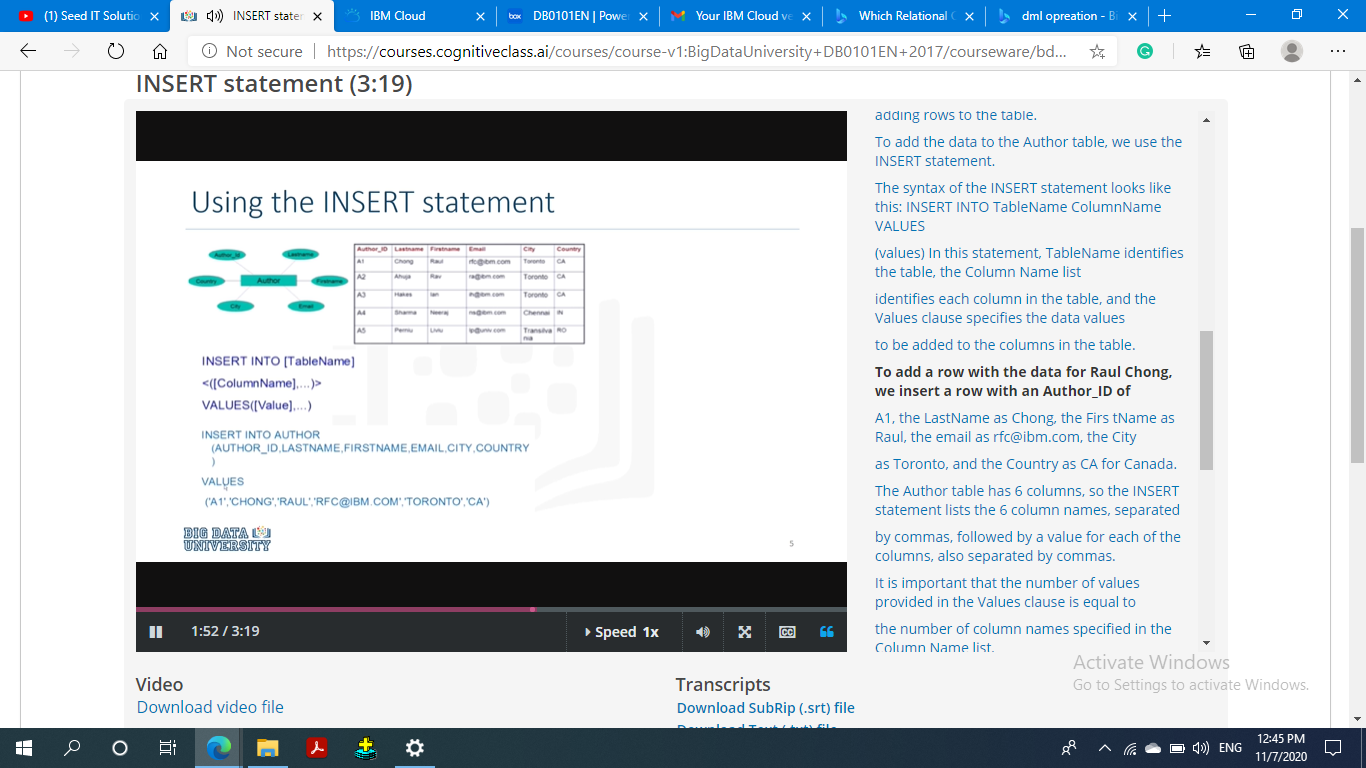 (1) Seed IT Solutio
INSERT stater
IBM Cloud
box
DB0101EN | Powe
Your IBM Cloud ve
Which Relational C
dml opreation - Bi
Not secure
https://courses.cognitiveclass.ai/courses/course-v1:BigDataUniversity+DB0101EN+2017/courseware/bd...
INSERT statement (3:19)
Using the INSERT statement
Author_Id
Lastname
Country
Author
Firstname
City
Email
Author_ID Lastname Firstname Email City Country
A1 Chong Raul rfc@ibm.com Toronto CA
A2 Ahuja Rav ra@ibm.com Toronto CA
A3 Hakes Ian ih@ibm.com Toronto CA
A4 Sharma Neeraj ns@ibm.com Chennai IN
A5 Perniu Liviu lp@univ.com Transilva RO
nia
INSERT INTO [TableName]
<([ColumnName],...)>
VALUES([Value],...)
INSERT INTO AUTHOR
(AUTHOR_ID,LASTNAME,FIRSTNAME,EMAIL,CITY,COUNTRY
)
VALUES
('A1','CHONG','RAUL','RFC@IBM.COM','TORONTO','CA')
BIG DATA
UNIVERSITY
5
1:52 / 3:19
Speed 1x
CC
adding rows to the table.
To add the data to the Author table, we use the
INSERT statement.
The syntax of the INSERT statement looks like
this: INSERT INTO TableName ColumnName
VALUES
(values) In this statement, TableName identifies
the table, the Column Name list
identifies each column in the table, and the
Values clause specifies the data values
to be added to the columns in the table.
To add a row with the data for Raul Chong,
we insert a row with an Author_ID of
A1, the LastName as Chong, the Firs tName as
Raul, the email as rfc@ibm.com, the City
as Toronto, and the Country as CA for Canada.
The Author table has 6 columns, so the INSERT
statement lists the 6 column names, separated
by commas, followed by a value for each of the
columns, also separated by commas.
It is important that the number of values
provided in the Values clause is equal to
the number of column names specified in the
Column Name list.
Activate Windows
Go to Settings to activate Windows.
Video
Download video file
Transcripts
Download SubRip (.srt) file
Download Text (.txt) file
ENG
12:45 PM
11/7/2020